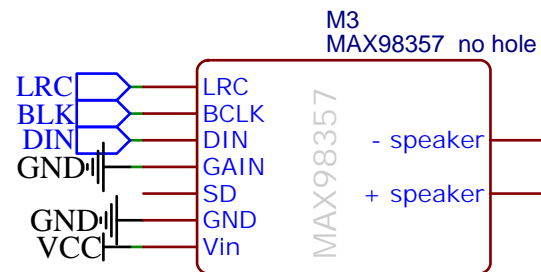 M3
MAX98357 no hole
LRC LRC
BLK BCLK
DIN DIN - speaker
GND GAIN
SD + speaker
GND GND
VCC Vin
MAX98357